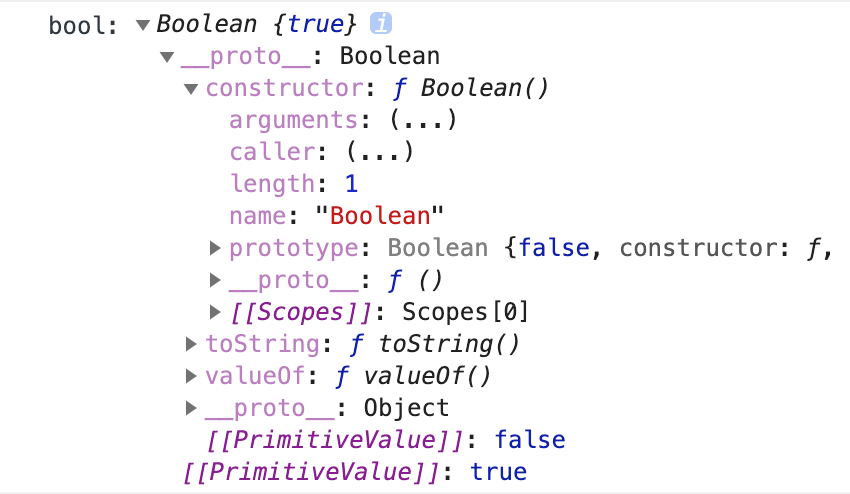 bool: ▼Boolean {true} i
▼__proto__: Boolean
▼constructor: ƒ Boolean()
arguments: (...)
caller: (...)
length: 1
name: "Boolean"
▶prototype: Boolean {false, constructor: ƒ,
▶__proto__: ƒ ()
▶[[Scopes]]: Scopes[0]
▶toString: ƒ toString()
▶valueOf: ƒ valueOf()
▶__proto__: Object
[[PrimitiveValue]]: false
[[PrimitiveValue]]: true